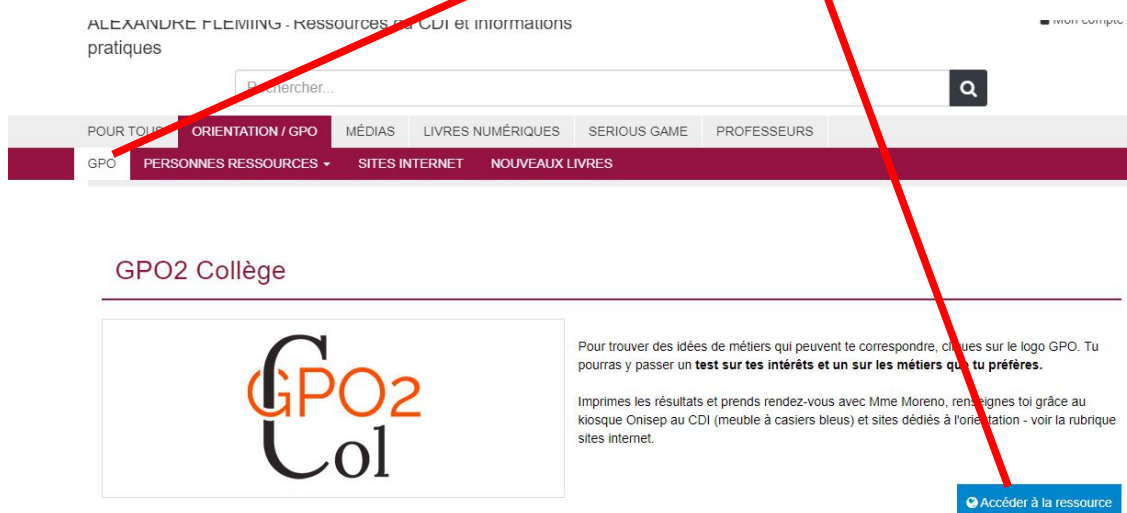 ALEXANDRE FLEMING - Ressources du CDI et informations
pratiques
Mon compte
Rechercher...
POUR TOUS ORIENTATION / GPO MÉDIAS LIVRES NUMÉRIQUES SERIOUS GAME PROFESSEURS
GPO PERSONNES RESSOURCES SITES INTERNET NOUVEAUX LIVRES
GPO2 Collège
GPO2
Col
Pour trouver des idées de métiers qui peuvent te correspondre, cliques sur le logo GPO. Tu
pourras y passer un test sur tes intérêts et un sur les métiers que tu préfères.
Imprimes les résultats et prends rendez-vous avec Mme Moreno, renseignes toi grâce au
kiosque Onisep au CDI (meuble à casiers bleus) et sites dédiés à l'orientation - voir la rubrique
sites internet.
Accéder à la ressource